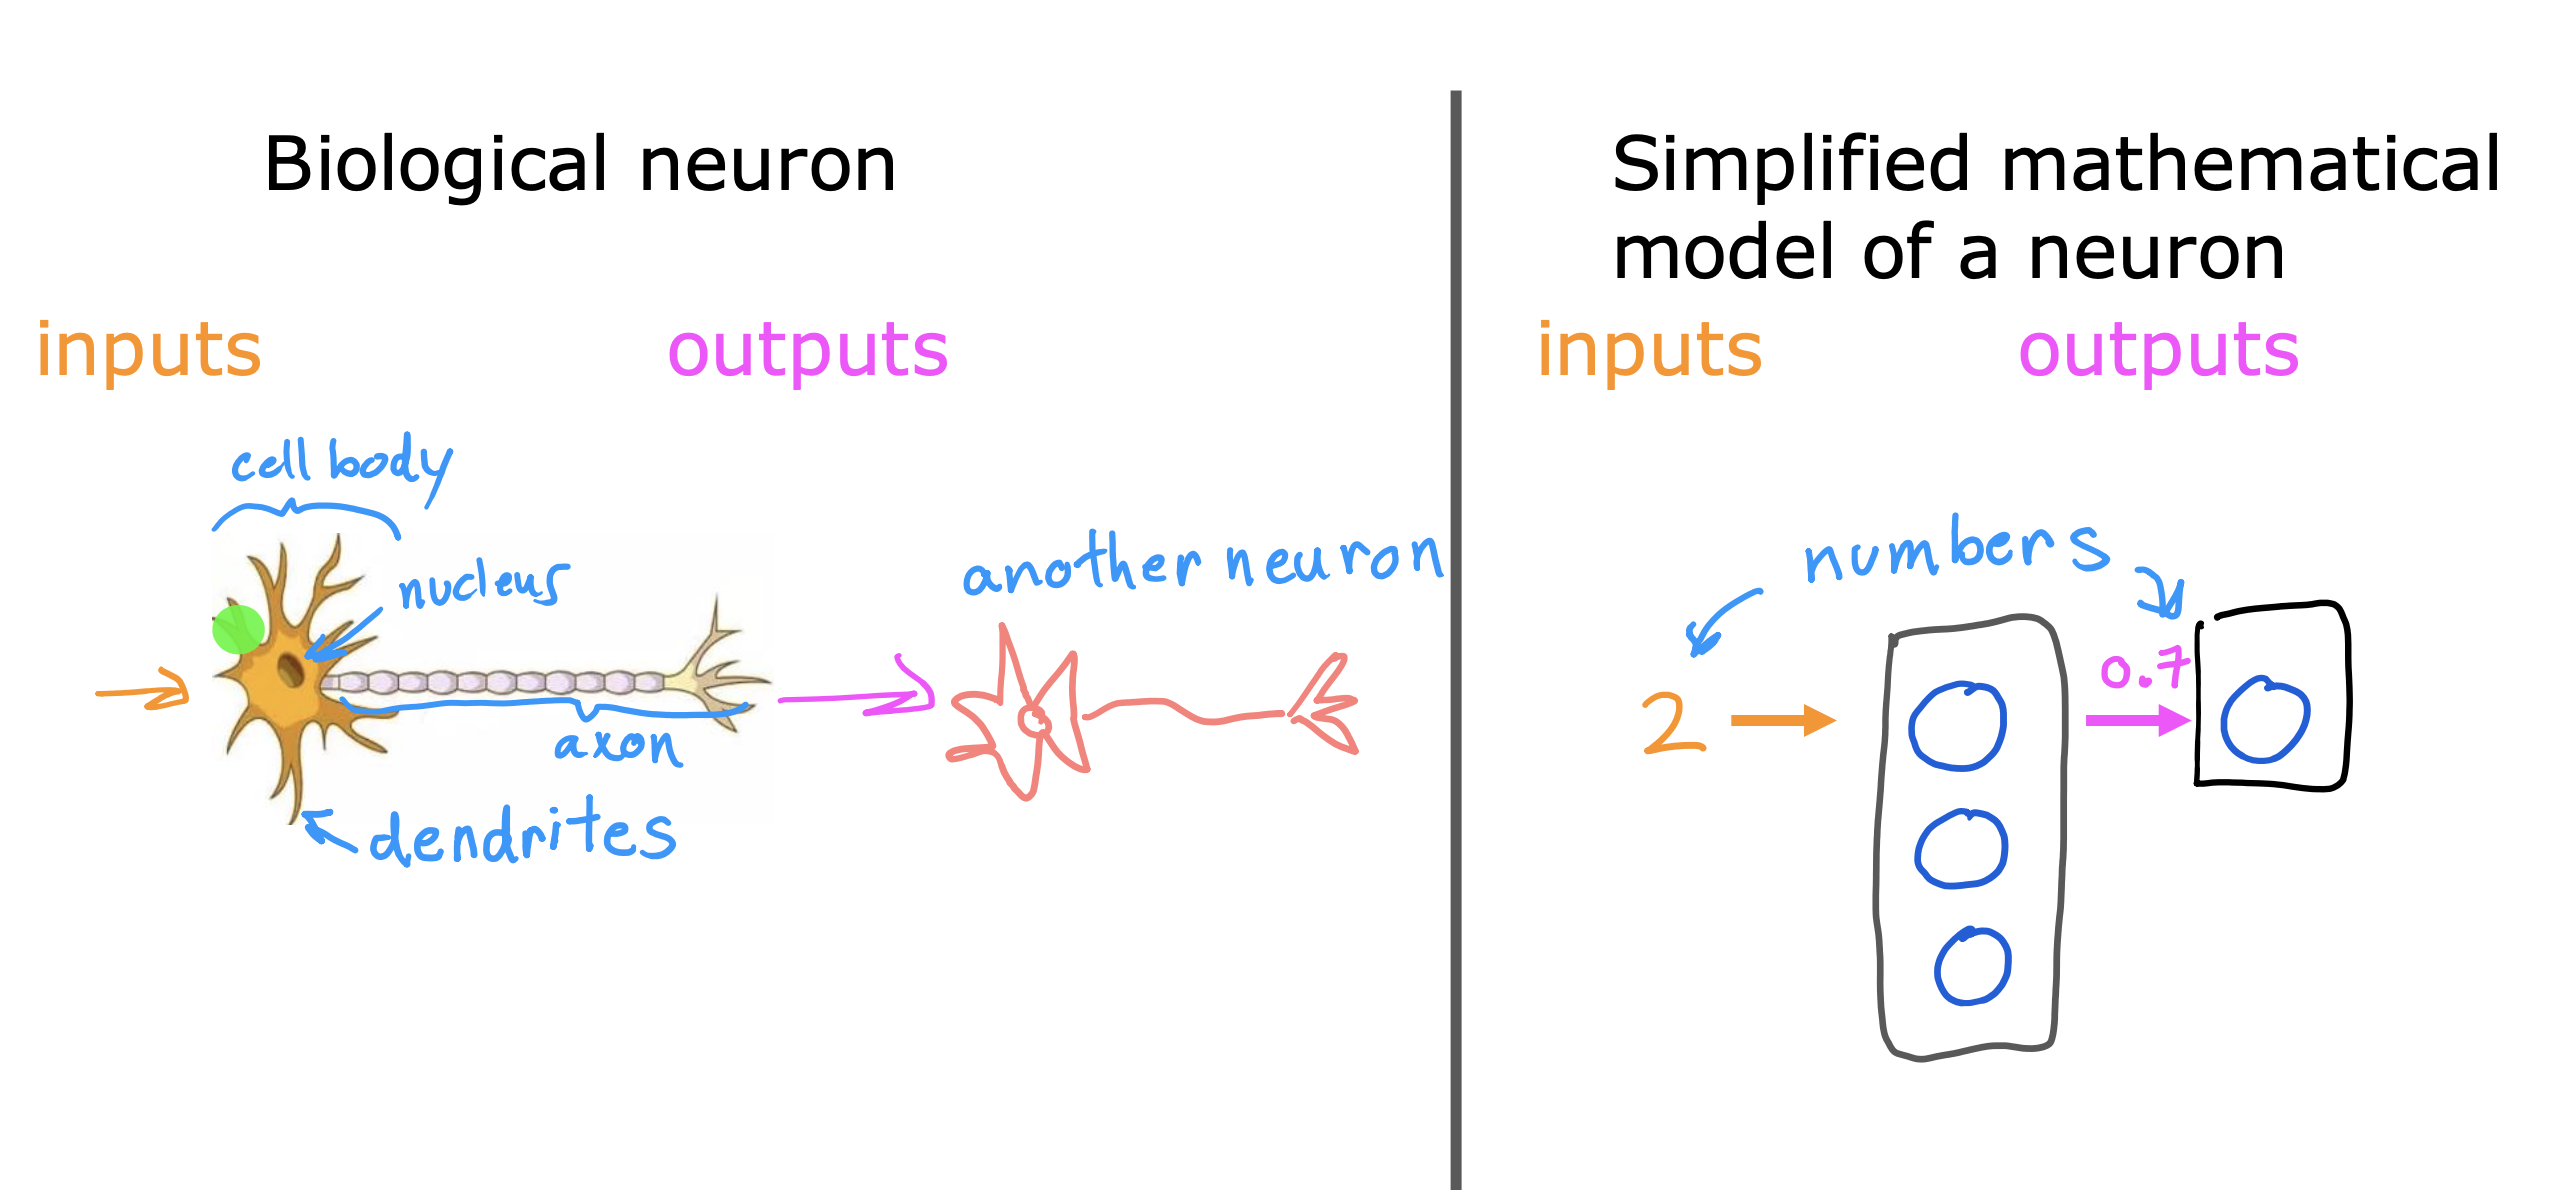 Biological neuron
inputs
outputs
cell body
nucleus
another neuron
axon
dendrites
Simplified mathematical
model of a neuron
inputs
outputs
numbers
2
0.7